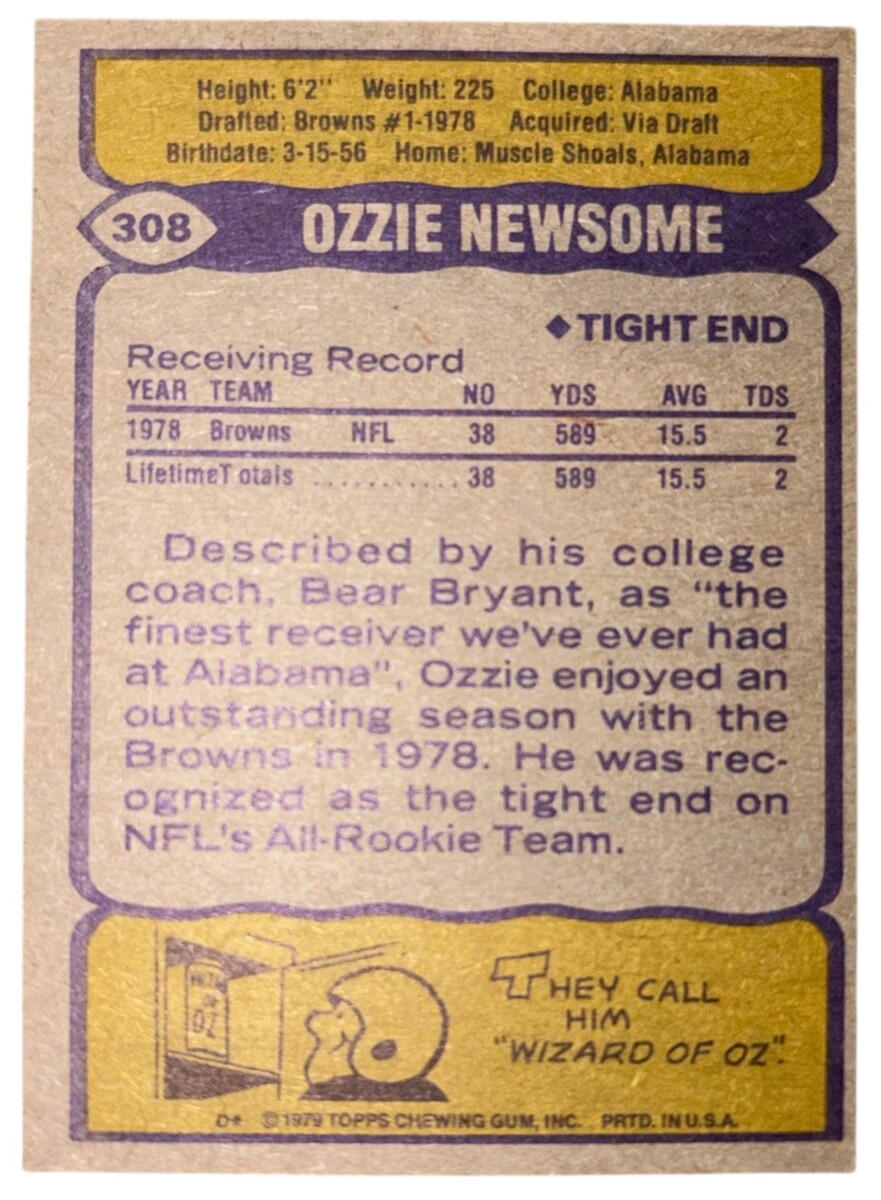 Height: 6'2" Weight: 225 College: Alabama
Drafted: Browns #1-1978 Acquired: Via Draft
Birthdate: 3-15-56 Home: Muscle Shoals, Alabama
308 OZZIE NEWSOME
◆TIGHT END
Receiving Record
YEAR TEAM NO YDS AVG TDS
1978 Browns NFL 38 589 15.5 2
LifetimeT otals ........... 38 589 15.5 2
Described by his college
coach, Bear Bryant, as "the
finest receiver we've ever had
at Alabama", Ozzie enjoyed an
outstanding season with the
Browns in 1978. He was rec-
ognized as the tight end on
NFL's All-Rookie Team.
OZ
THEY CALL
HIM
"WIZARD OF OZ".
D* ©1979 TOPPS CHEWING GUM, INC. PRTD. IN U.S.A.